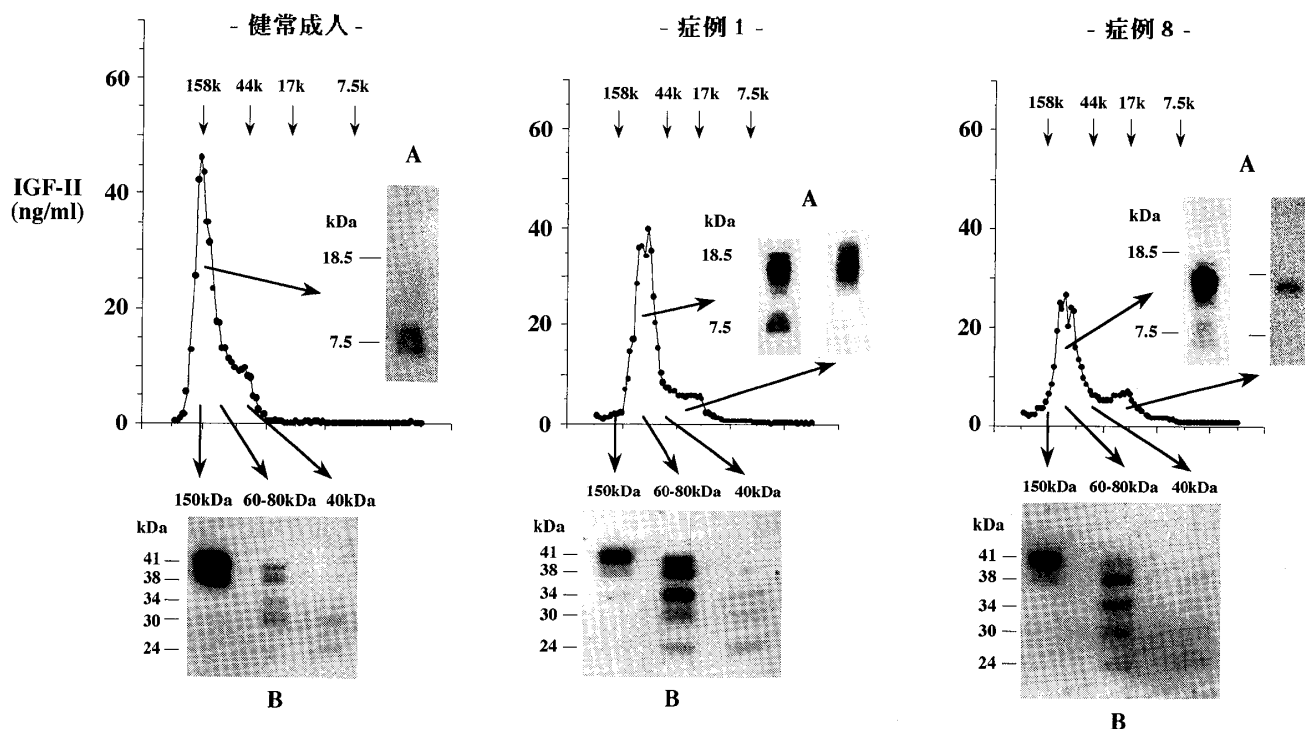 - 健常成人 -
158k 44k 17k 7.5k
60
40
20
0
IGF-II
(ng/ml)
A
kDa
18.5
7.5
150kDa 60-80kDa 40kDa
kDa
41
38
34
30
24
B
- 症例 1 -
158k 44k 17k 7.5k
60
40
20
0
A
kDa
18.5
7.5
150kDa 60-80kDa 40kDa
kDa
41
38
34
30
24
B
- 症例 8 -
158k 44k 17k 7.5k
60
40
20
0
A
kDa
18.5
7.5
150kDa 60-80kDa 40kDa
kDa
41
38
34
30
24
B